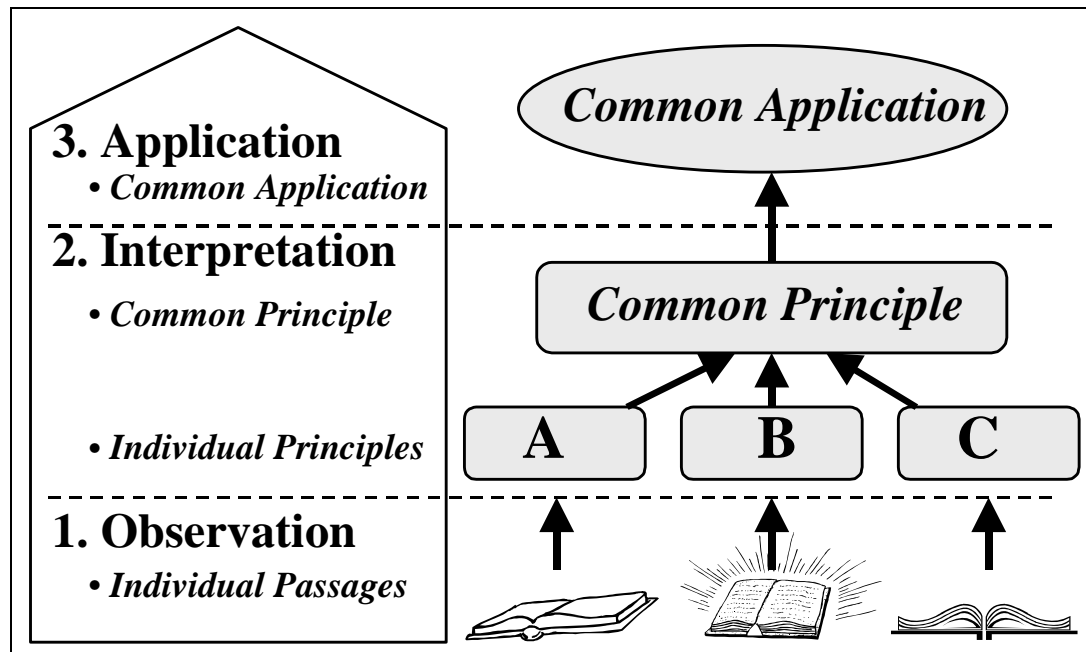 3. Application
• Common Application
2. Interpretation
• Common Principle
• Individual Principles
1. Observation
• Individual Passages
Common Application
Common Principle
A B C